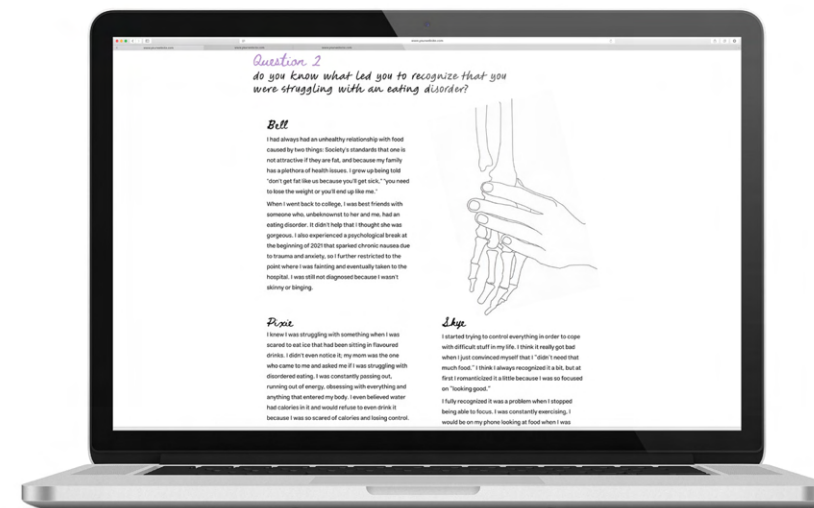 Question 2
do you know what led you to recognize that you
were struggling with an eating disorder?
Bell
I had always had an unhealthy relationship with food
caused by two things: Society's standards that one is
not attractive if they are fat, and because my family
has a plethora of health issues. I grew up being told
"don't get fat like us because you'll get sick," "you need
to lose the weight or you'll end up like me."
When I went back to college, I was best friends with
someone who, unbeknownst to her and me, had an
eating disorder. It didn't help that I thought she was
gorgeous. I also experienced a psychological break at
the beginning of 2021 that sparked chronic nausea due
to trauma and anxiety, so I further restricted to the
point where I was fainting and eventually taken to the
hospital. I was still not diagnosed because I wasn't
skinny or binging.
Pixie
I knew I was struggling with something when I was
scared to eat ice that had been sitting in flavoured
drinks. I didn't even notice it; my mom was the one
who came to me and asked me if I was struggling with
disordered eating. I was constantly passing out,
running out of energy, obsessing with everything and
anything that entered my body. I even believed water
had calories in it and would refuse to even drink it
because I was so scared of calories and losing control.
Skye
I started trying to control everything in order to cope
with difficult stuff in my life. I think it really got bad
when I just convinced myself that I "didn't need that
much food." I think I always recognized it a bit, but at
first I romanticized it a little because I was so focused
on "looking good."
I fully recognized it was a problem when I stopped
being able to focus. I was constantly exercising, I
would be on my phone looking at food when I was